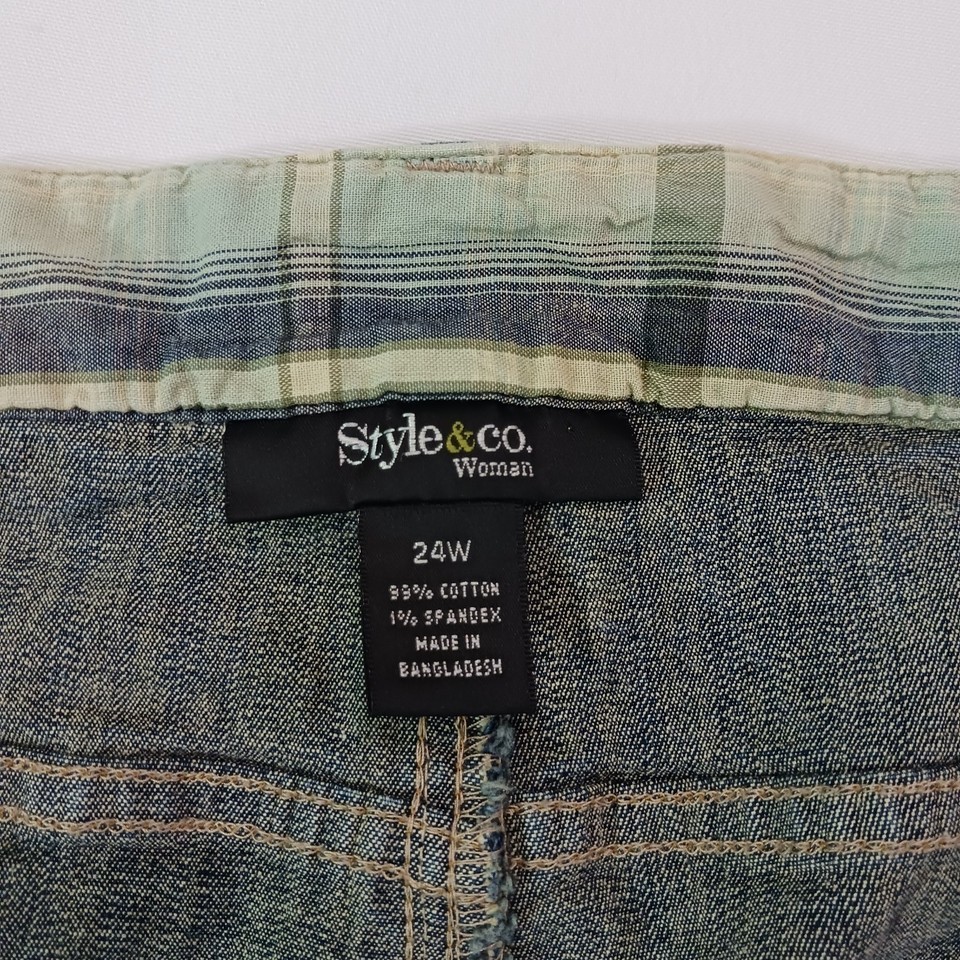 Style & co.
Woman
24W
99% COTTON
1% SPANDEX
MADE IN
BANGLADESH